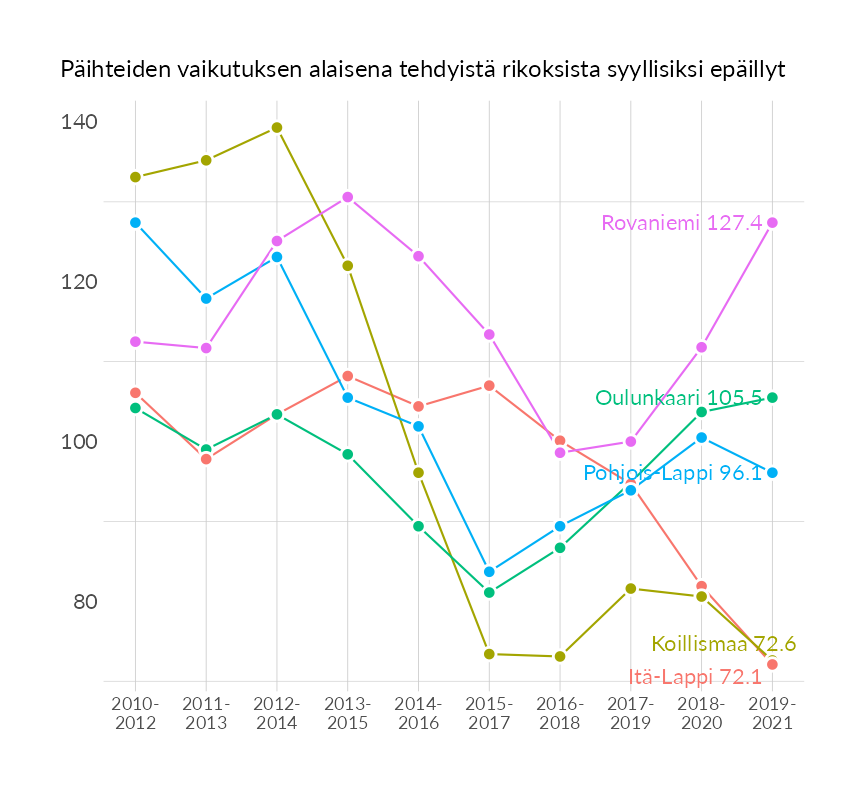 Päihteiden vaikutuksen alaisena tehdyistä rikoksista syyllisiksi epäillyt
140
120
100
80
Rovaniemi 127.4
Oulunkaari 105.5
Pohjois-Lappi 96.1
Koillismaa 72.6
Itä-Lappi 72.1
2010- 2011- 2012- 2013- 2014- 2015- 2016- 2017- 2018- 2019-
2012 2013 2014 2015 2016 2017 2018 2019 2020 2021